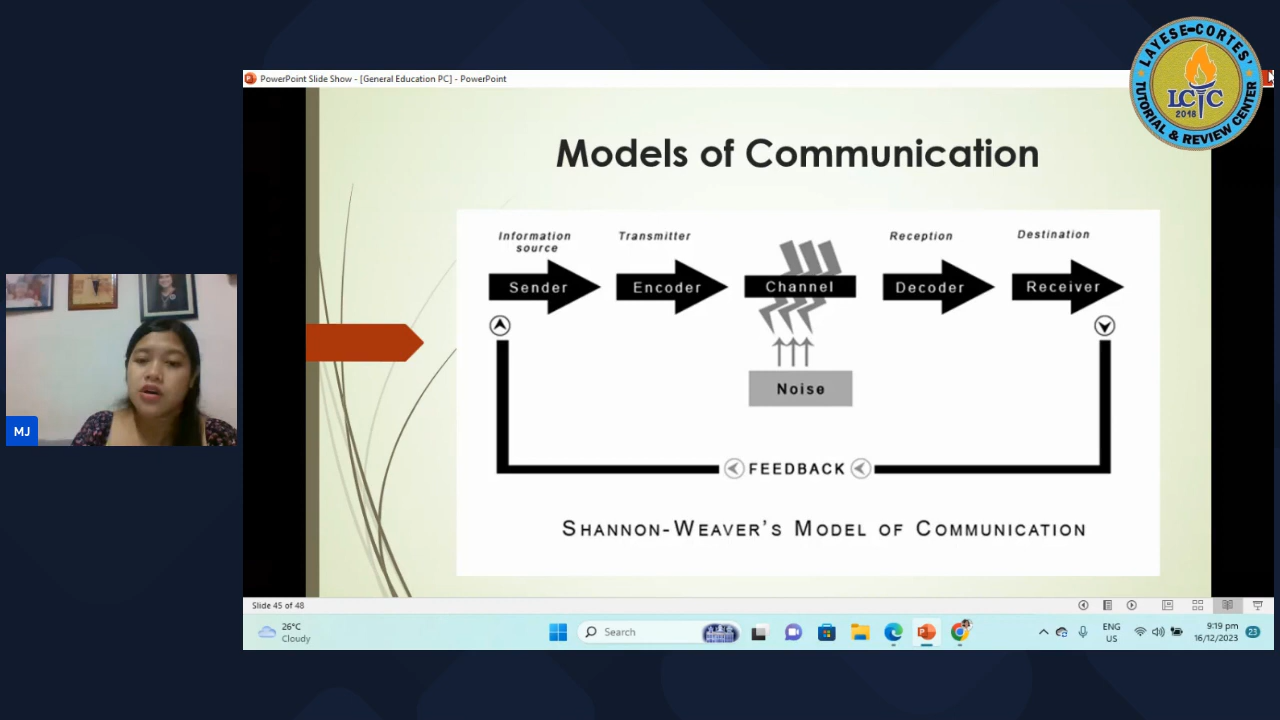 LAYESE-CORTES'
TUTORIAL & REVIEW CENTER
LCTC
2018
PowerPoint Slide Show - [General Education PC] - PowerPoint
Models of Communication
Information
source
Transmitter
Reception
Destination
Sender
Encoder
Channel
Decoder
Receiver
Noise
FEEDBACK
SHANNON-WEAVER'S MODEL OF COMMUNICATION
MJ
Slide 45 of 48
26°C
Cloudy
Search
ENG
US
9:19 pm
16/12/2023
23